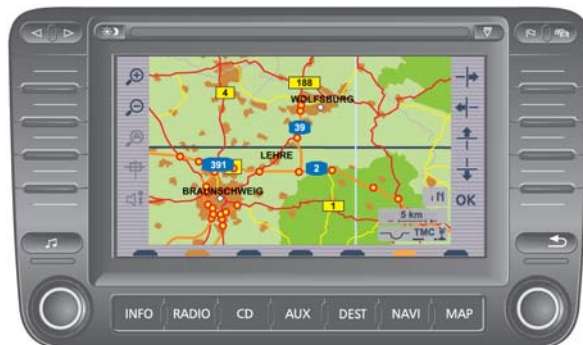 188
4
WOLFSBURG
39
LEHRE
391
2
BRAUNSCHWEIG
1
OK
5 km
TMC
INFO
RADIO
CD
AUX
DEST
NAVI
MAP